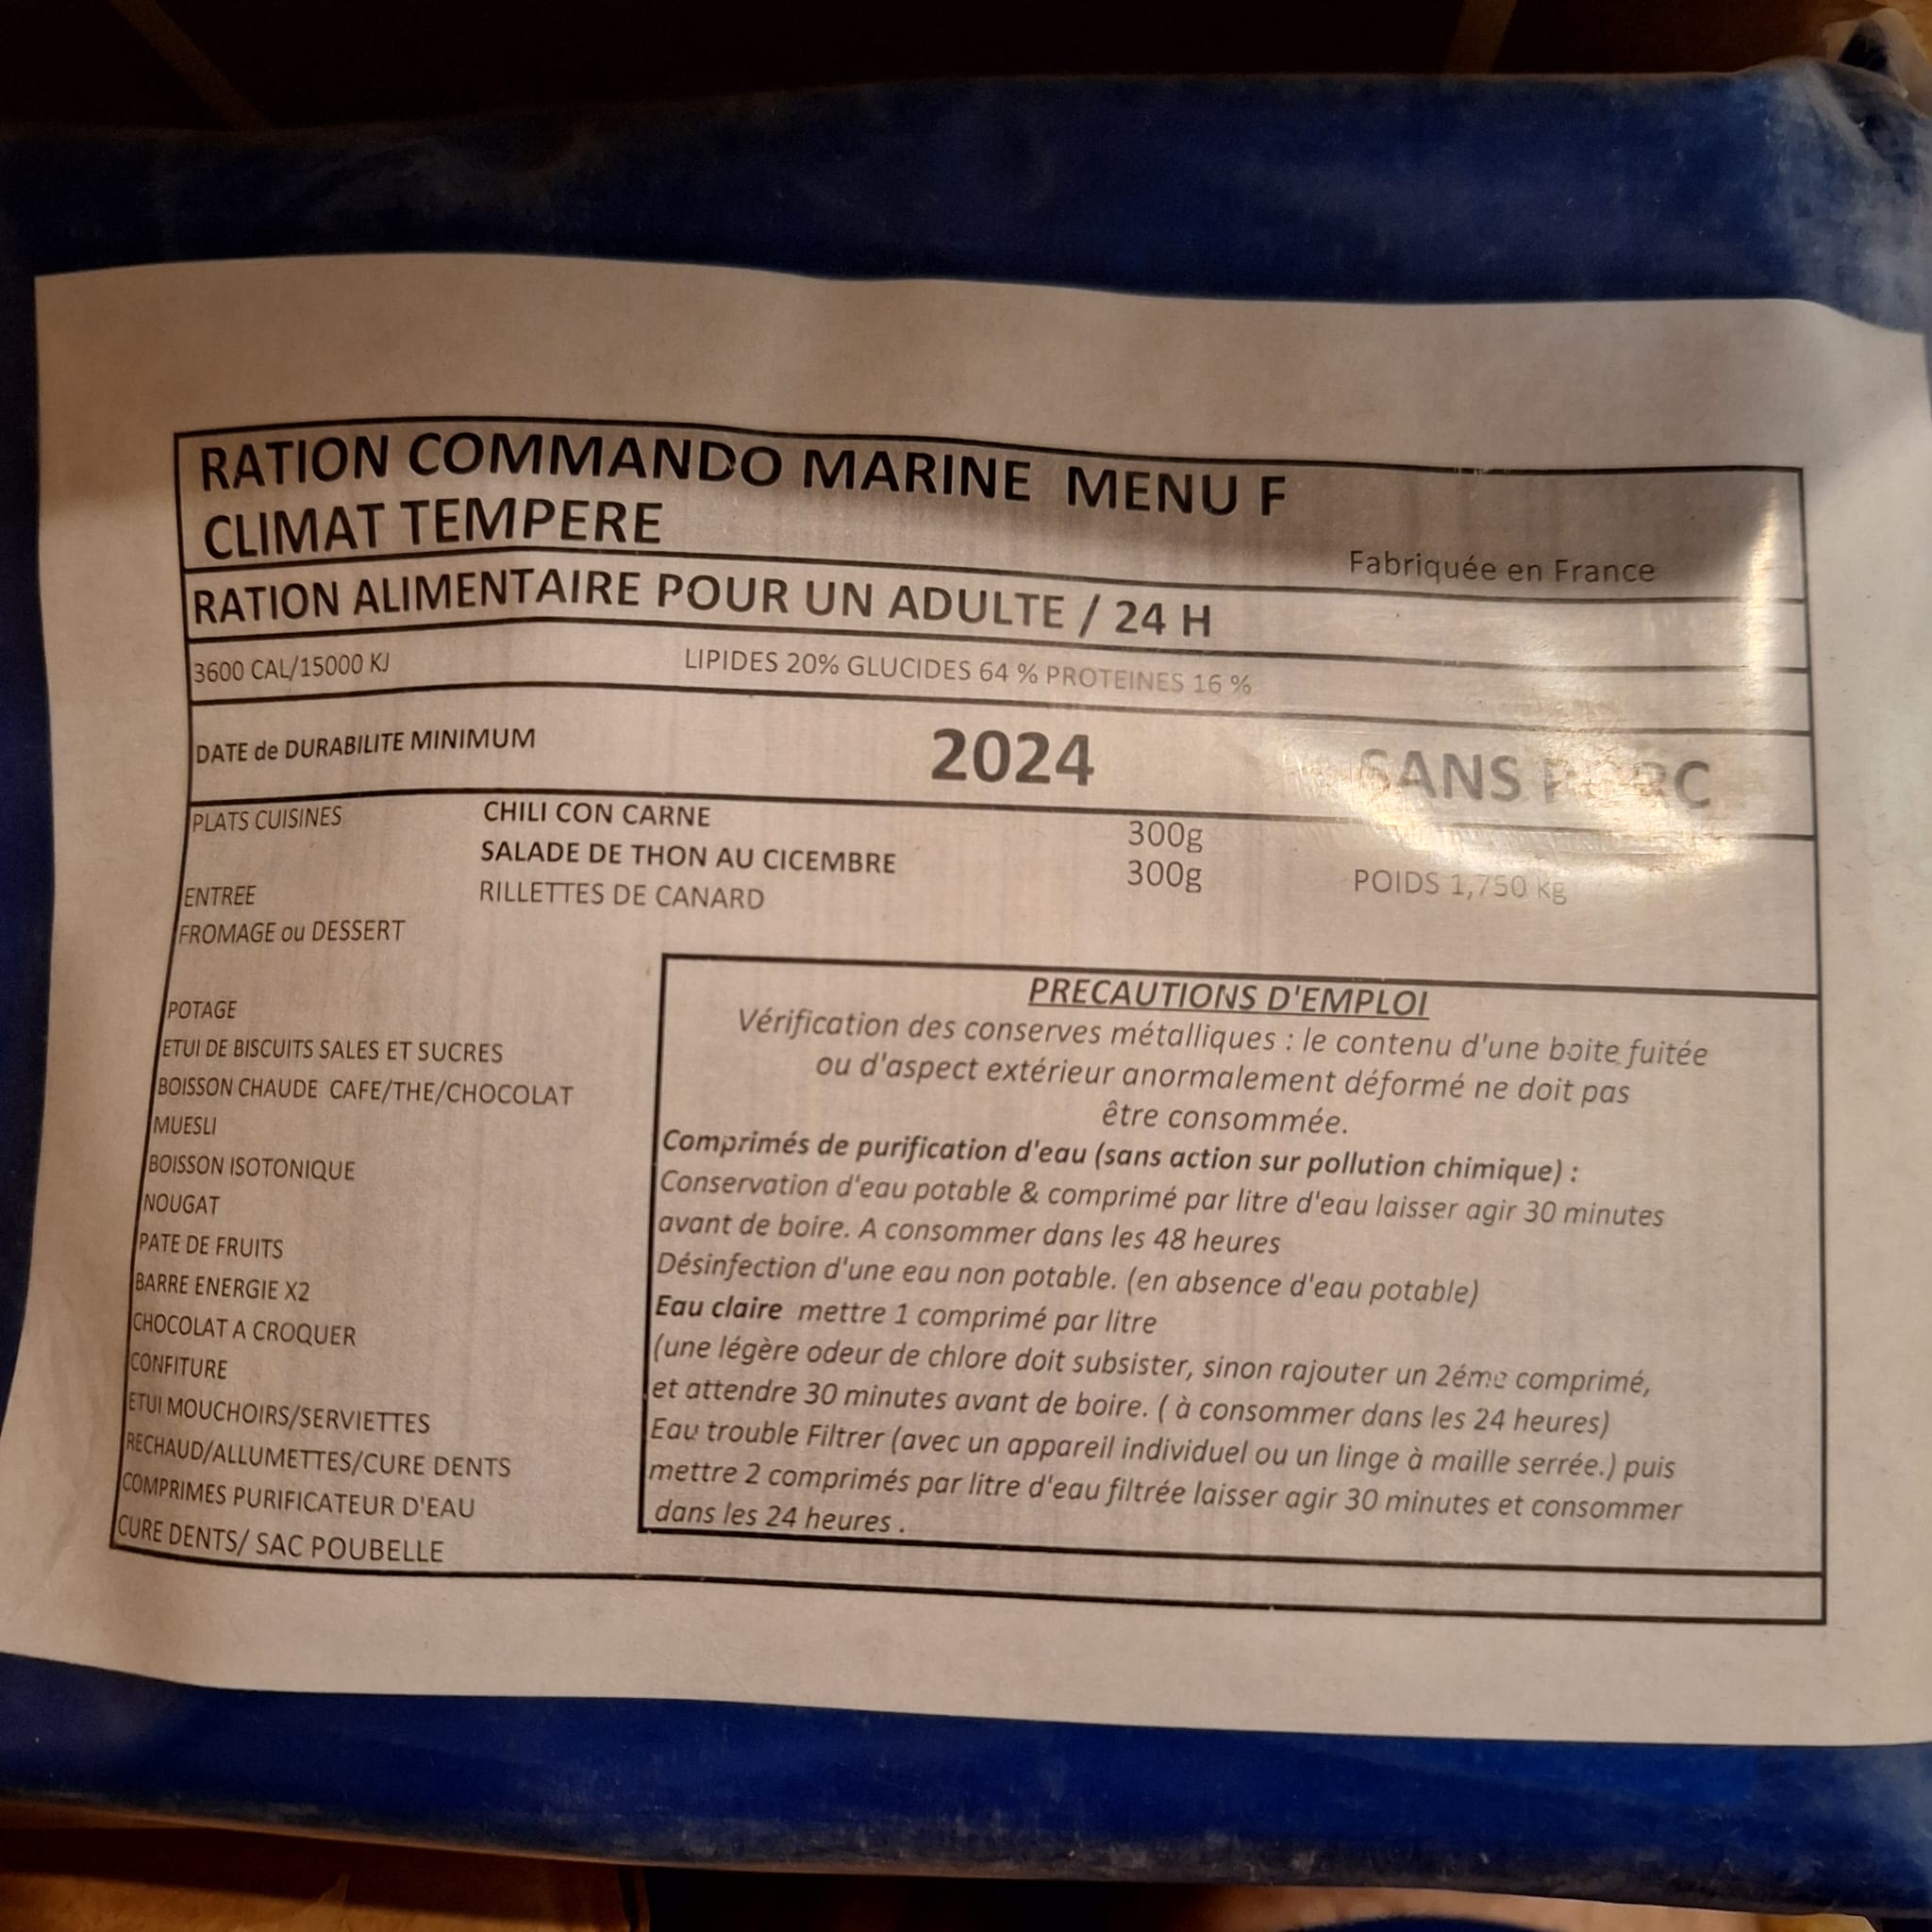 RATION COMMANDO MARINE MENU F
CLIMAT TEMPERE
Fabriquée en France
RATION ALIMENTAIRE POUR UN ADULTE / 24 H
3600 CAL/15000 KJ LIPIDES 20% GLUCIDES 64 % PROTEINES 16 %
DATE de DURABILITE MINIMUM 2024 SANS PORC
PLATS CUISINES CHILI CON CARNE 300g
SALADE DE THON AU CICEMBRE 300g POIDS 1,750 kg
ENTREE RILLETTES DE CANARD
FROMAGE ou DESSERT
POTAGE
ETUI DE BISCUITS SALES ET SUCRES
BOISSON CHAUDE CAFE/THE/CHOCOLAT
MUESLI
BOISSON ISOTONIQUE
NOUGAT
PATE DE FRUITS
BARRE ENERGIE X2
CHOCOLAT A CROQUER
CONFITURE
ETUI MOUCHOIRS/SERVIETTES
RECHAUD/ALLUMETTES/CURE DENTS
COMPRIMES PURIFICATEUR D'EAU
CURE DENTS/ SAC POUBELLE
PRECAUTIONS D'EMPLOI
Vérification des conserves métalliques : le contenu d'une boite fuitée
ou d'aspect extérieur anormalement déformé ne doit pas
être consommée.
Comprimés de purification d'eau (sans action sur pollution chimique) :
Conservation d'eau potable & comprimé par litre d'eau laisser agir 30 minutes
avant de boire. A consommer dans les 48 heures
Désinfection d'une eau non potable. (en absence d'eau potable)
Eau claire mettre 1 comprimé par litre
(une légère odeur de chlore doit subsister, sinon rajouter un 2éme comprimé,
et attendre 30 minutes avant de boire. ( à consommer dans les 24 heures)
Eau trouble Filtrer (avec un appareil individuel ou un linge à maille serrée.) puis
mettre 2 comprimés par litre d'eau filtrée laisser agir 30 minutes et consommer
dans les 24 heures .